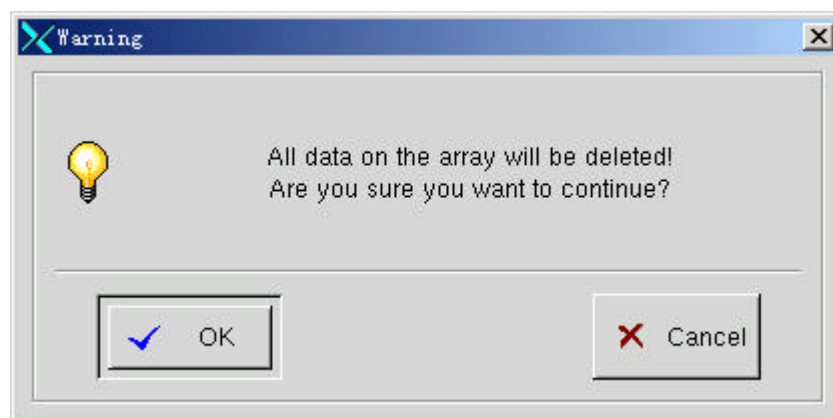 Warning
All data on the array will be deleted!
Are you sure you want to continue?
OK
Cancel